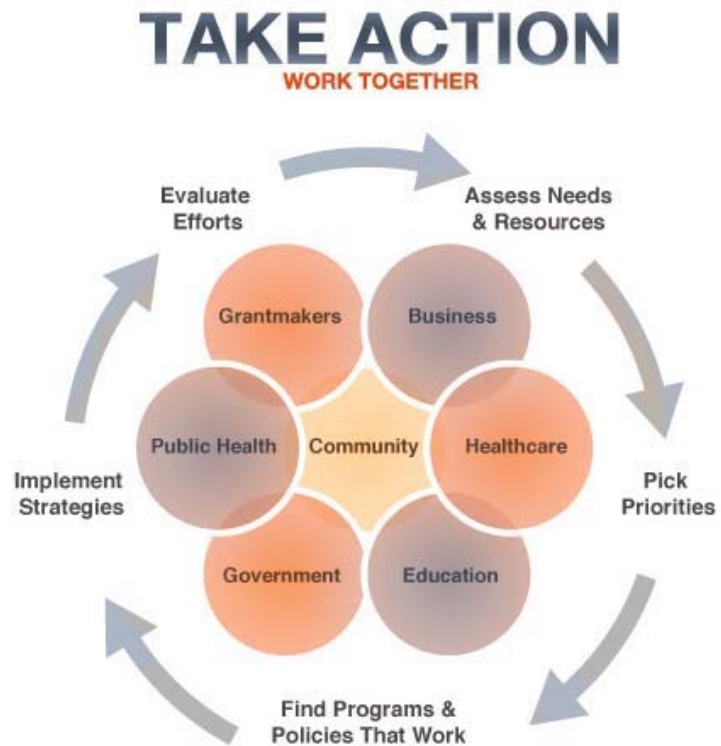 TAKE ACTION
WORK TOGETHER
Evaluate
Efforts
Assess Needs
& Resources
Grantmakers
Business
Public Health
Community
Healthcare
Implement
Strategies
Pick
Priorities
Government
Education
Find Programs &
Policies That Work